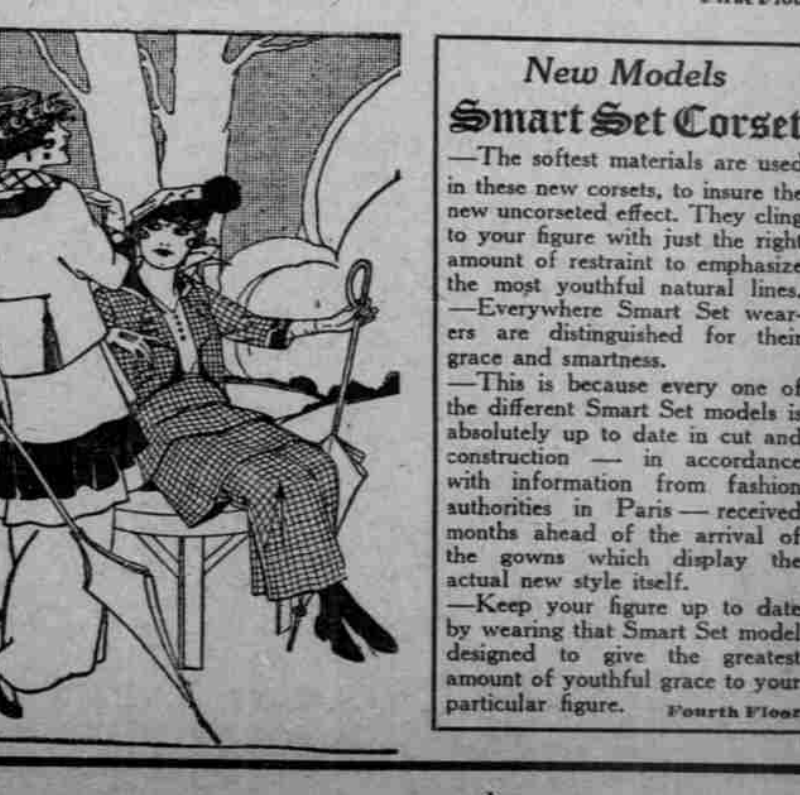 New Models
Smart Set Corset
—The softest materials are used
in these new corsets, to insure the
new uncorseted effect. They cling
to your figure with just the right
amount of restraint to emphasize
the most youthful natural lines.
—Everywhere Smart Set wear-
ers are distinguished for their
grace and smartness.
—This is because every one of
the different Smart Set models is
absolutely up to date in cut and
construction — in accordance
with information from fashion
authorities in Paris — received
months ahead of the arrival of
the gowns which display the
actual new style itself.
—Keep your figure up to date
by wearing that Smart Set model
designed to give the greatest
amount of youthful grace to your
particular figure. Fourth Floor